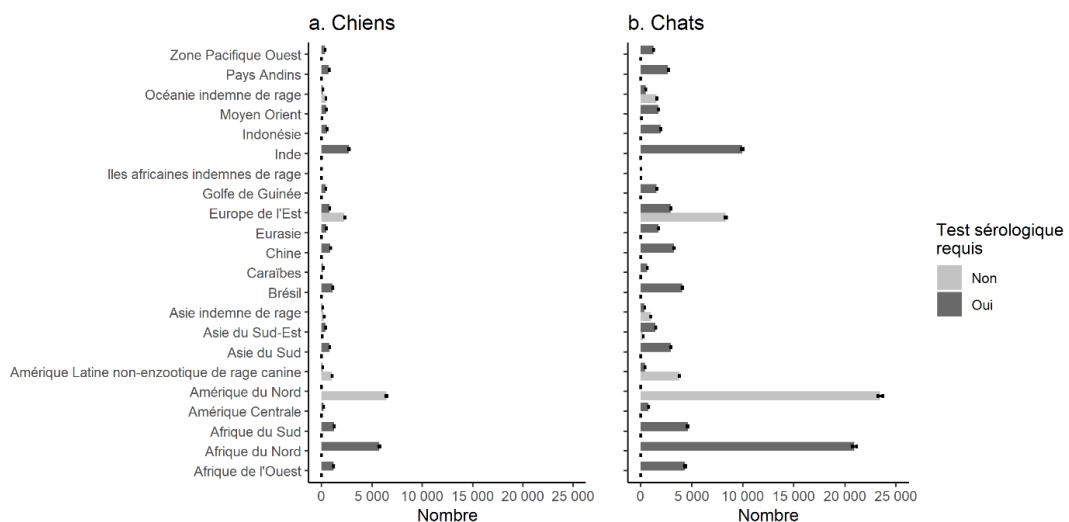 a. Chiens
b. Chats
Zone Pacifique Ouest
Pays Andins
Océanie indemne de rage
Moyen Orient
Indonésie
Inde
Iles africaines indemnes de rage
Golfe de Guinée
Europe de l'Est
Eurasie
Chine
Caraïbes
Brésil
Asie indemne de rage
Asie du Sud-Est
Asie du Sud
Amérique Latine non-enzootique de rage canine
Amérique du Nord
Amérique Centrale
Afrique du Sud
Afrique du Nord
Afrique de l'Ouest
0 5 000 10 000 15 000 20 000 25 000
Nombre
0 5 000 10 000 15 000 20 000 25 000
Nombre
Test sérologique
requis
Non
Oui